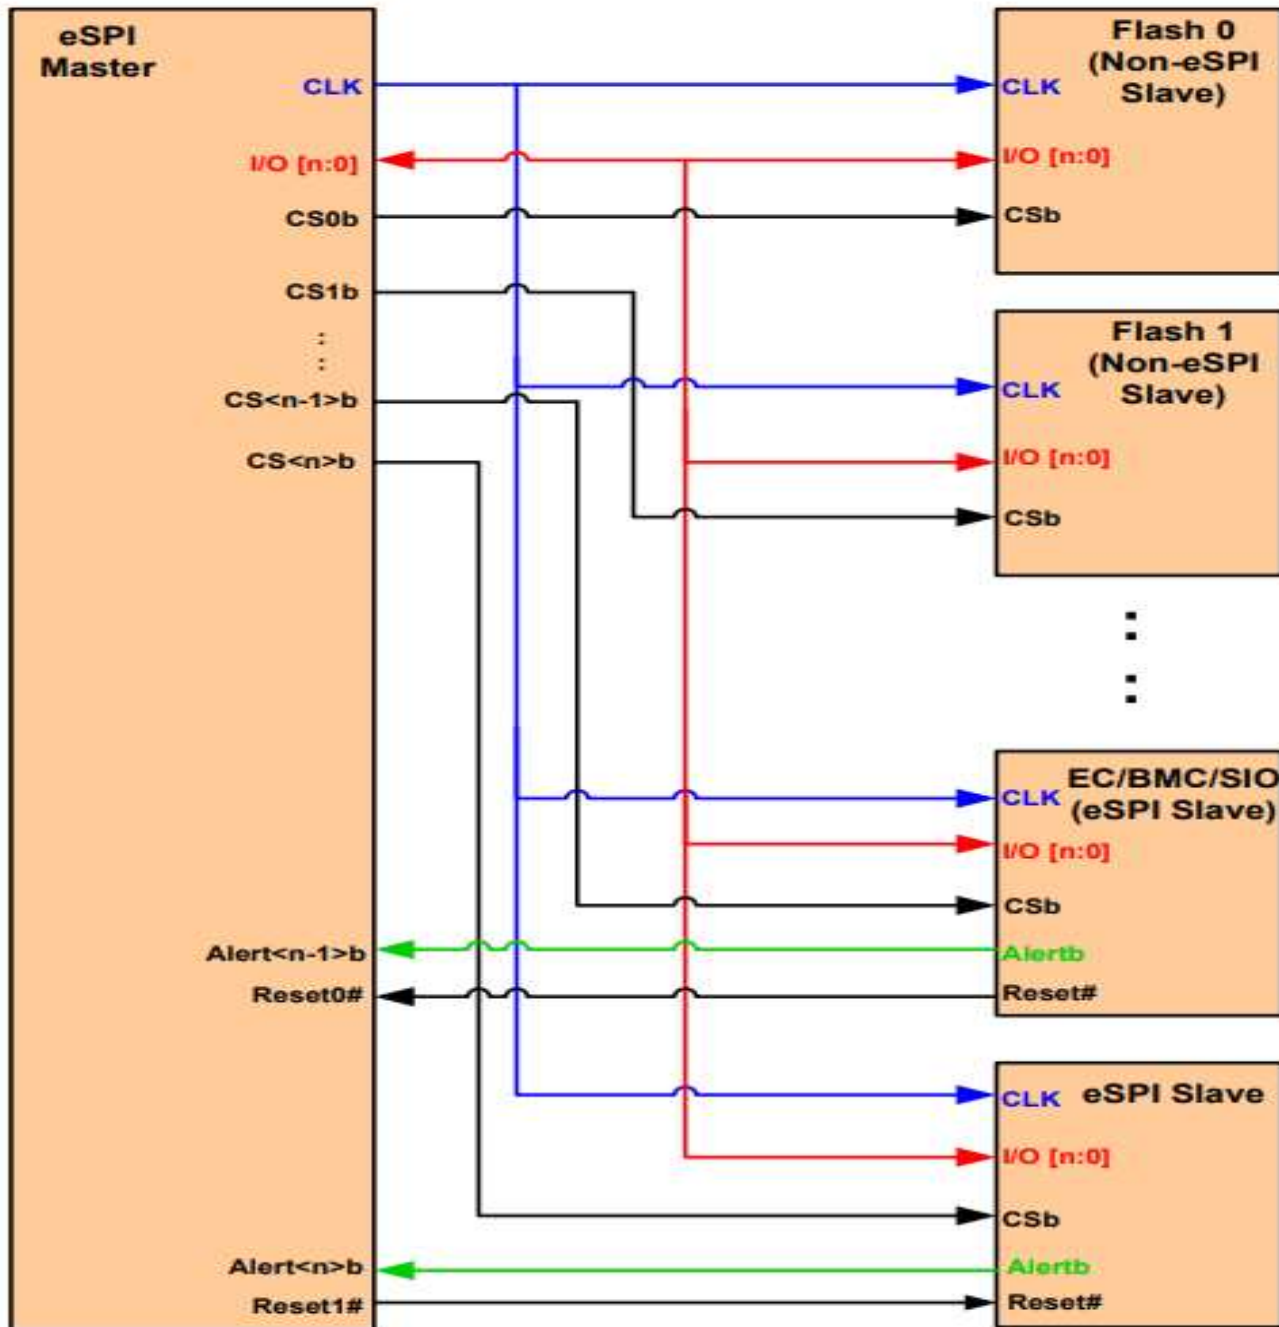 eSPI
Master
CLK
I/O [n:0]
CS0b
CS1b
:
CS<n-1>b
CS<n>b
Alert<n-1>b
Reset0#
Alert<n>b
Reset1#
Flash 0
(Non-eSPI
Slave)
CLK
I/O [n:0]
CSb
Flash 1
(Non-eSPI
Slave)
CLK
I/O [n:0]
CSb
:
:
EC/BMC/SIO
(eSPI Slave)
CLK
I/O [n:0]
CSb
Alertb
Reset#
eSPI Slave
CLK
I/O [n:0]
CSb
Alertb
Reset#